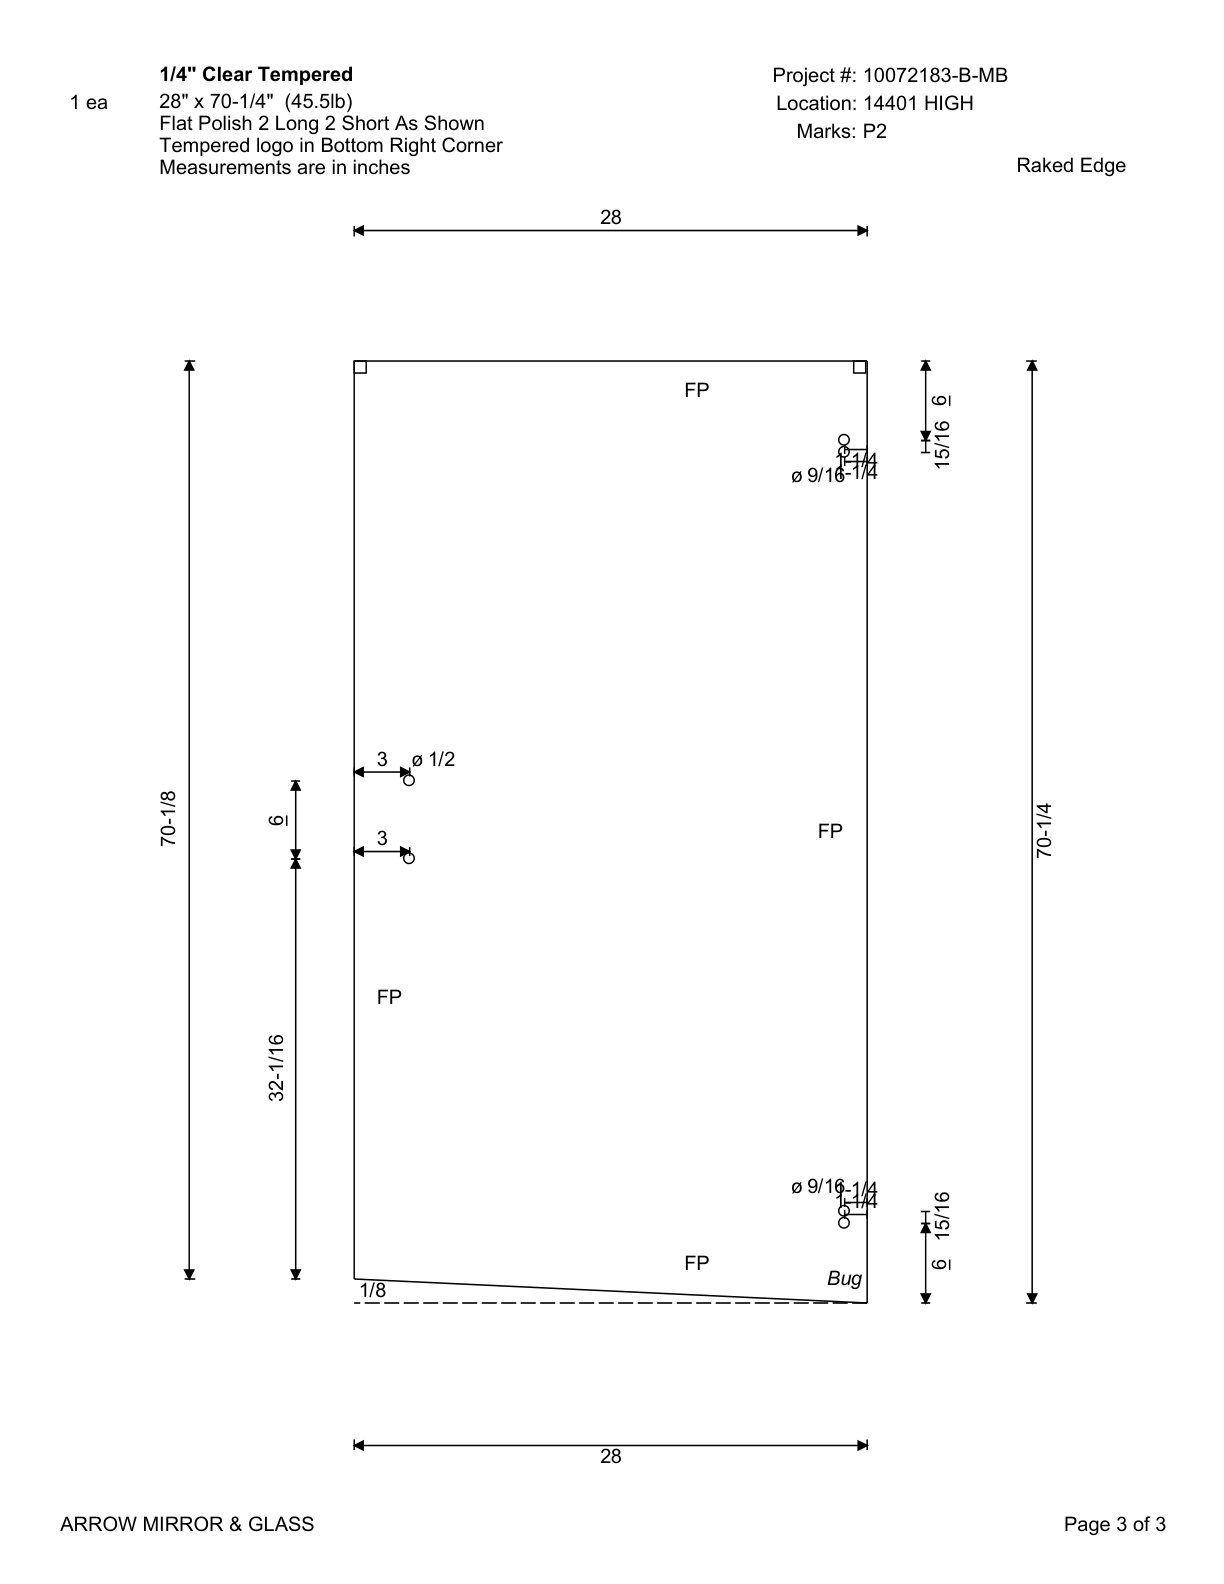 1/4" Clear Tempered
1 ea
28" x 70-1/4" (45.5lb)
Flat Polish 2 Long 2 Short As Shown
Tempered logo in Bottom Right Corner
Measurements are in inches
Project #: 10072183-B-MB
Location: 14401 HIGH
Marks: P2
Raked Edge
28
FP
6
15/16
1-1/4
ø 9/16
1-1/4
3
ø 1/2
6
70-1/8
3
FP
70-1/4
FP
32-1/16
ø 9/16
1-1/4
1-1/4
15/16
FP
6
Bug
1/8
28
ARROW MIRROR & GLASS
Page 3 of 3